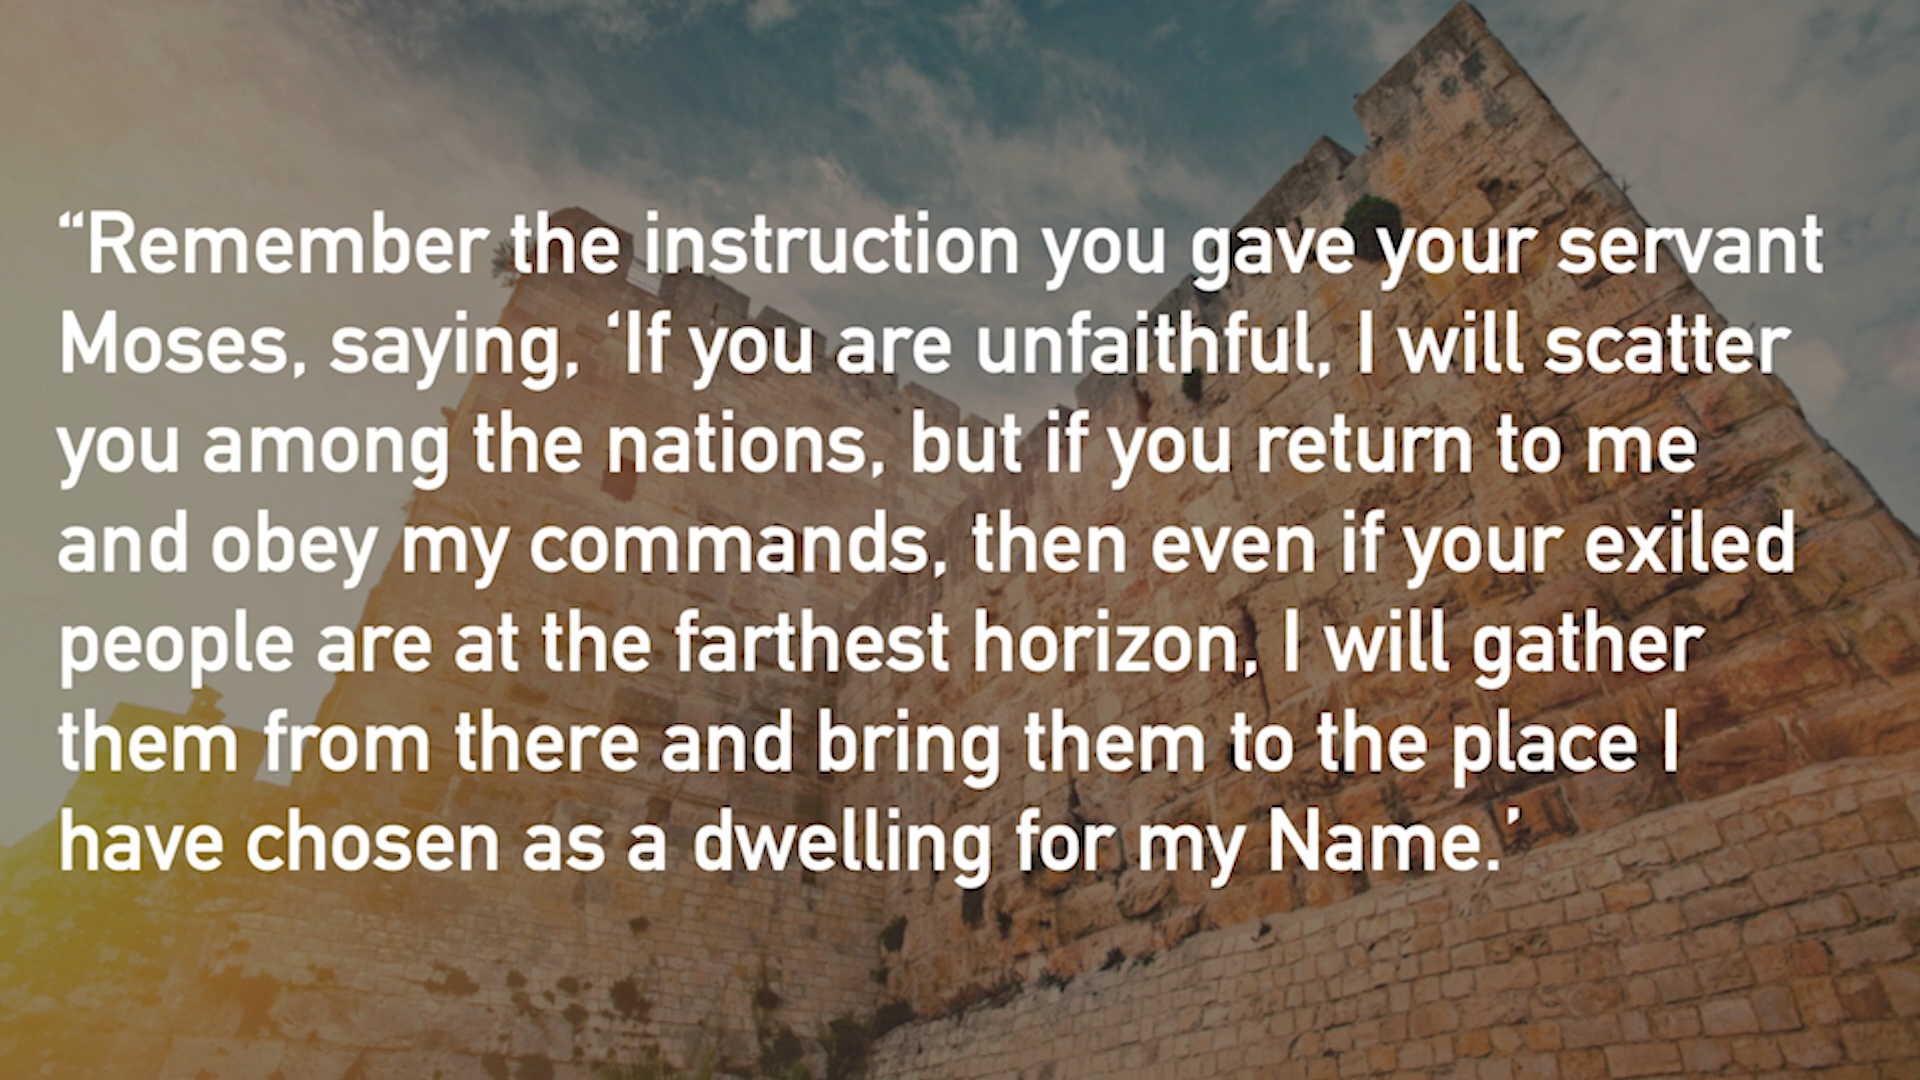 “Remember the instruction you gave your servant
Moses, saying, ‘If you are unfaithful, I will scatter
you among the nations, but if you return to me
and obey my commands, then even if your exiled
people are at the farthest horizon, I will gather
them from there and bring them to the place I
have chosen as a dwelling for my Name.’